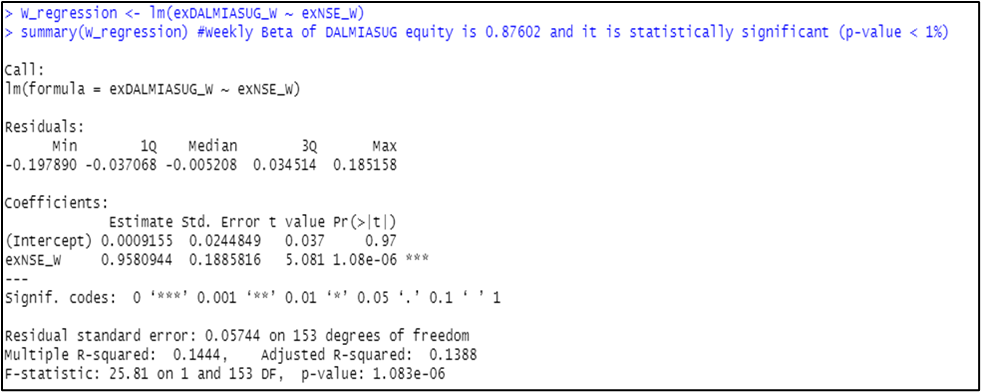 > W_regression <- lm(exDALMIASUG_W ~ exNSE_W)
> summary(W_regression) #Weekly Beta of DALMIASUG equity is 0.87602 and it is statistically significant (p-value < 1%)
Call:
lm(formula = exDALMIASUG_W ~ exNSE_W)
Residuals:
Min 1Q Median 3Q Max
-0.197890 -0.037068 -0.005208 0.034514 0.185158
Coefficients:
Estimate Std. Error t value Pr(>|t|)
(Intercept) 0.0009155 0.0244849 0.037 0.97
exNSE_W 0.9580944 0.1885816 5.081 1.08e-06 ***
---
Signif. codes: 0 ‘***’ 0.001 ‘**’ 0.01 ‘*’ 0.05 ‘.’ 0.1 ‘ ’ 1
Residual standard error: 0.05744 on 153 degrees of freedom
Multiple R-squared: 0.1444, Adjusted R-squared: 0.1388
F-statistic: 25.81 on 1 and 153 DF, p-value: 1.083e-06